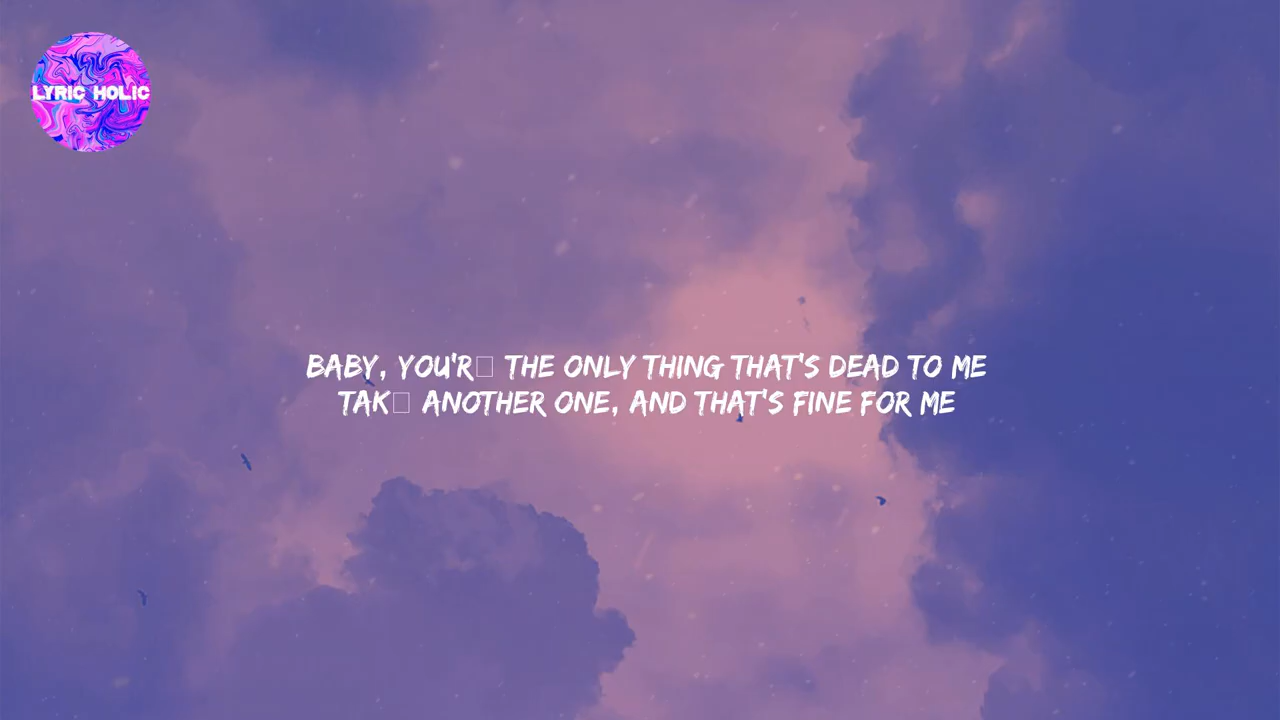 LYRIC HOLIC
BABY, YOU'R□ THE ONLY THING THAT'S DEAD TO ME
TAK□ ANOTHER ONE, AND THAT'S FINE FOR ME